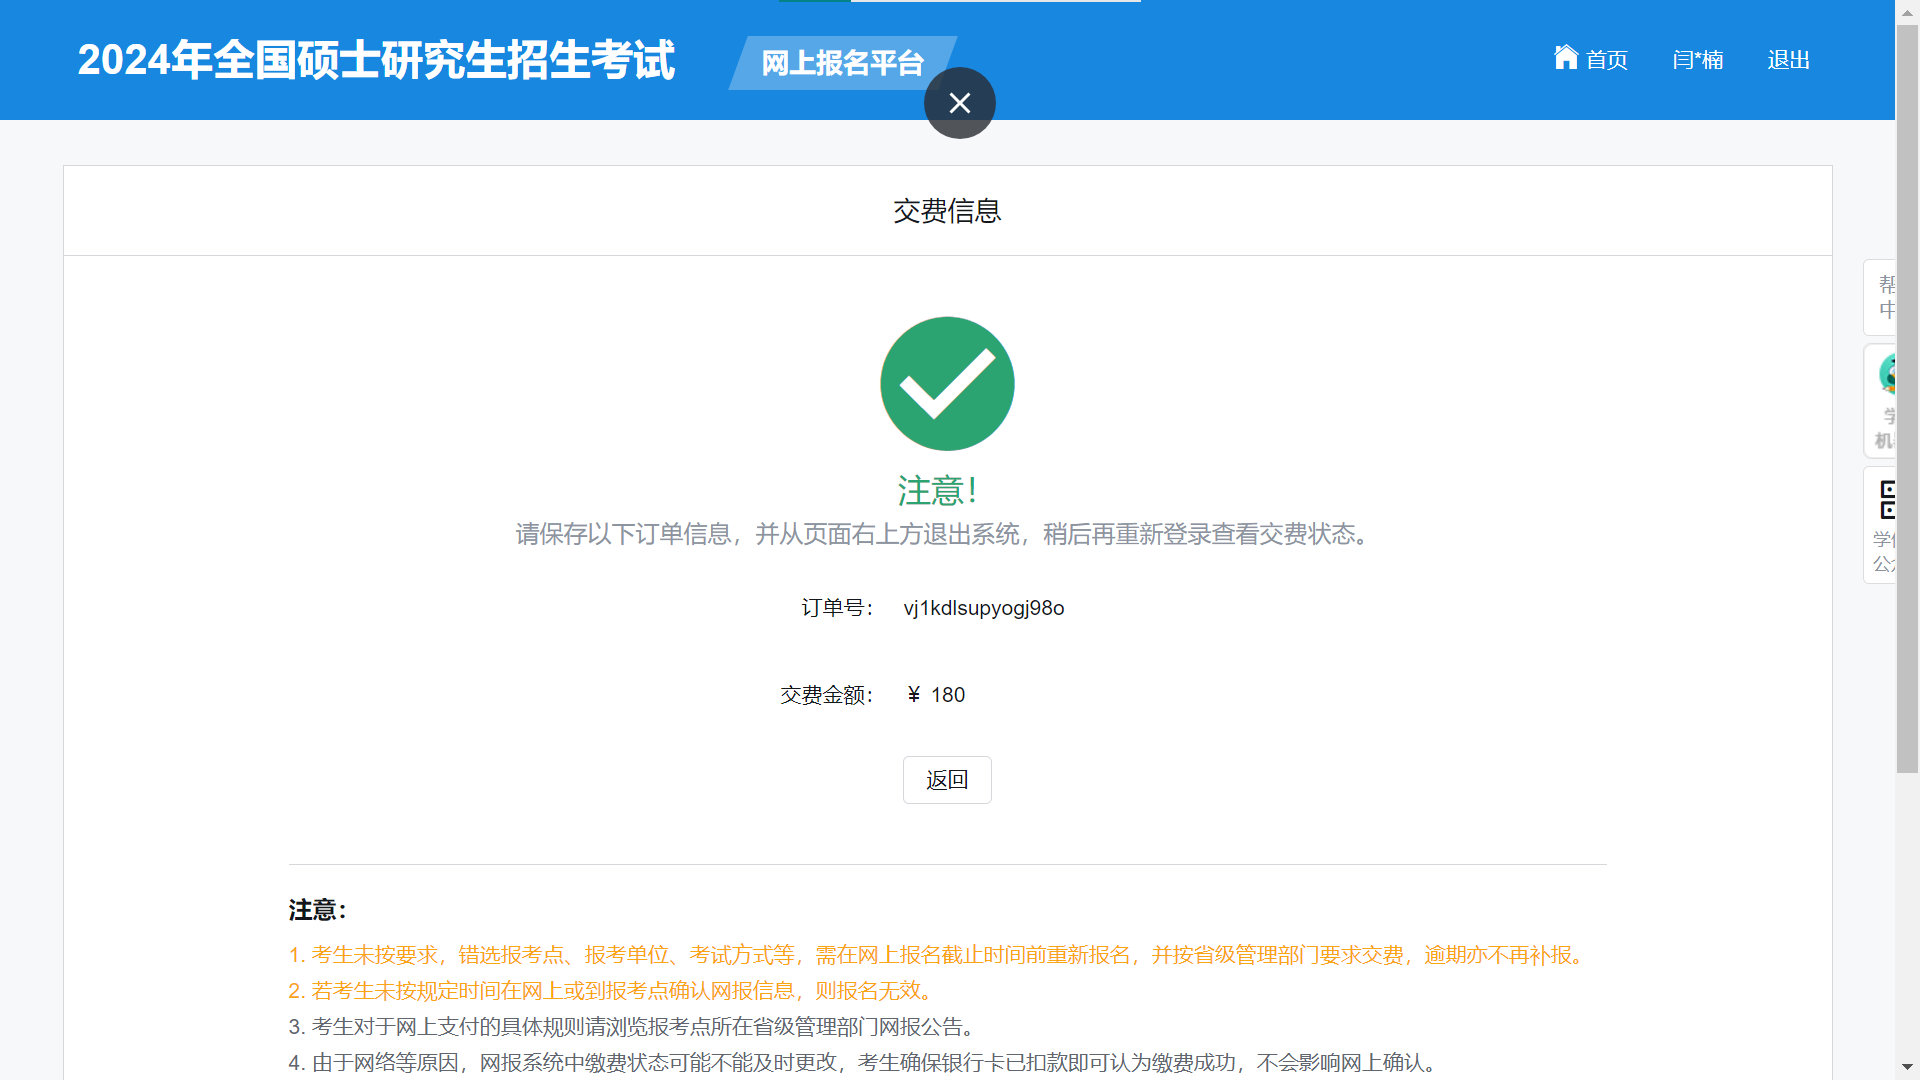 2024年全国硕士研究生招生考试
网上报名平台
首页
闫*楠
退出
交费信息
帮
中
学
机
学信
公众
注意！
请保存以下订单信息，并从页面右上方退出系统，稍后再重新登录查看交费状态。
订单号： vj1kdlsupyogj98o
交费金额： ￥ 180
返回
注意：
1. 考生未按要求，错选报考点、报考单位、考试方式等，需在网上报名截止时间前重新报名，并按省级管理部门要求交费，逾期亦不再补报。
2. 若考生未按规定时间在网上或到报考点确认网报信息，则报名无效。
3. 考生对于网上支付的具体规则请浏览报考点所在省级管理部门网报公告。
4. 由于网络等原因，网报系统中缴费状态可能不能及时更改，考生确保银行卡已扣款即可认为缴费成功，不会影响网上确认。